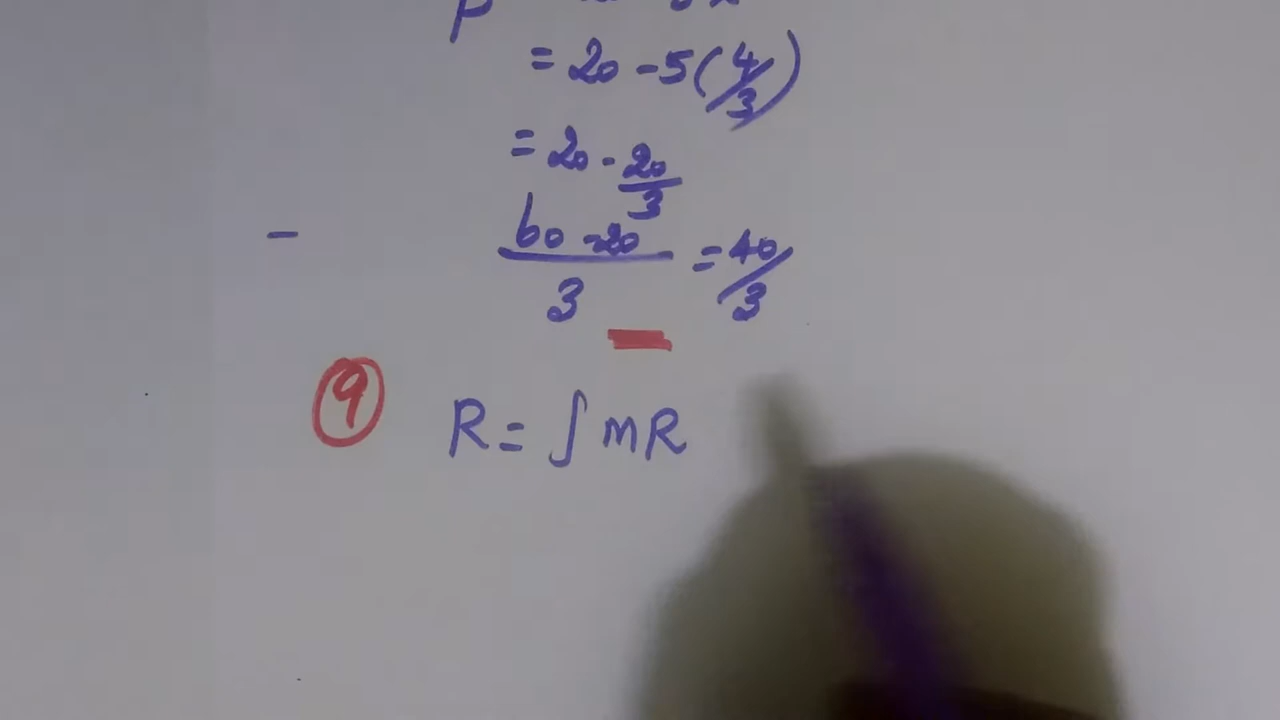 p
= 20 - 5(4/3)
= 20 - 20/3
- 60 - 20 / 3 = 40/3
9 R = ∫ MR